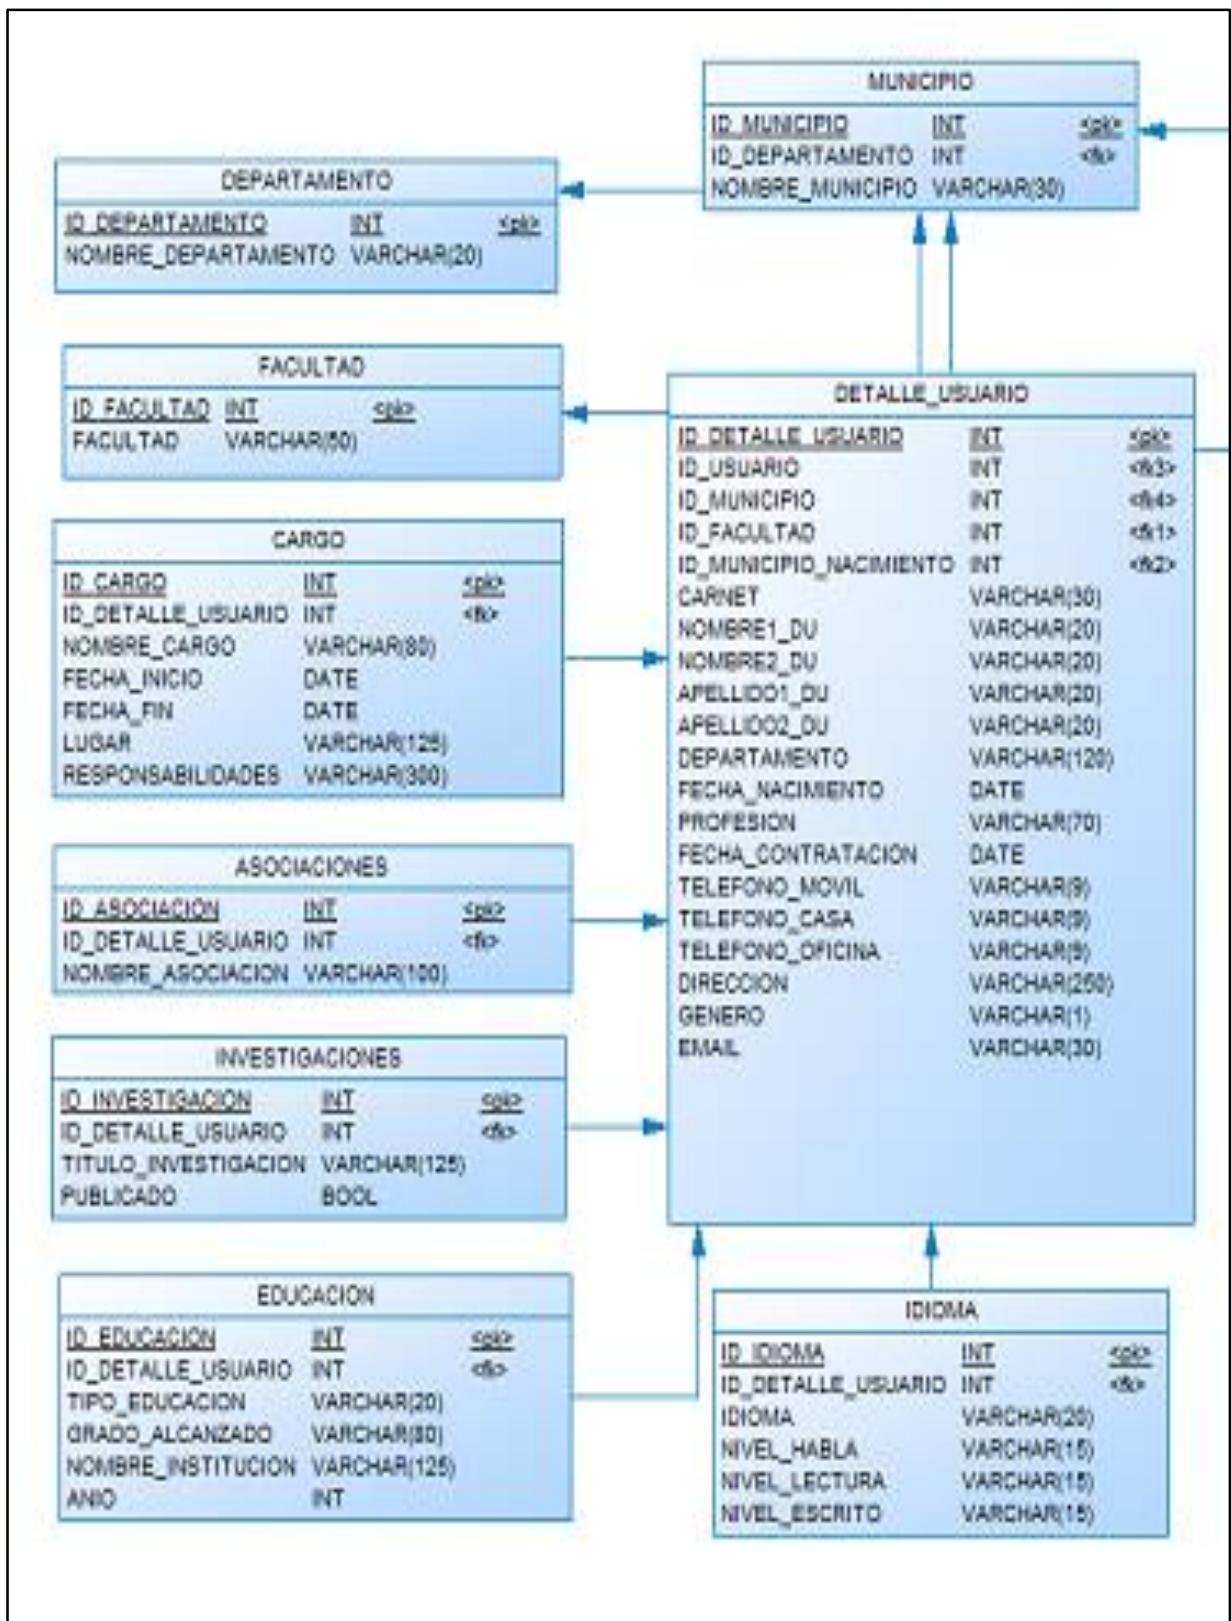 MUNICIPIO
ID_MUNICIPIO INT <pk>
ID_DEPARTAMENTO INT <fk>
NOMBRE_MUNICIPIO VARCHAR(30)
DEPARTAMENTO
ID_DEPARTAMENTO INT <pk>
NOMBRE_DEPARTAMENTO VARCHAR(20)
FACULTAD
ID_FACULTAD INT <pk>
FACULTAD VARCHAR(50)
DETALLE_USUARIO
ID_DETALLE_USUARIO INT <pk>
ID_USUARIO INT <fk3>
ID_MUNICIPIO INT <fk4>
ID_FACULTAD INT <fk1>
ID_MUNICIPIO_NACIMIENTO INT <fk2>
CARNET VARCHAR(30)
NOMBRE1_DU VARCHAR(20)
NOMBRE2_DU VARCHAR(20)
APELLIDO1_DU VARCHAR(20)
APELLIDO2_DU VARCHAR(20)
DEPARTAMENTO VARCHAR(120)
FECHA_NACIMIENTO DATE
PROFESION VARCHAR(70)
FECHA_CONTRATACION DATE
TELEFONO_MOVIL VARCHAR(9)
TELEFONO_CASA VARCHAR(9)
TELEFONO_OFICINA VARCHAR(9)
DIRECCION VARCHAR(250)
GENERO VARCHAR(1)
EMAIL VARCHAR(30)
CARGO
ID_CARGO INT <pk>
ID_DETALLE_USUARIO INT <fk>
NOMBRE_CARGO VARCHAR(80)
FECHA_INICIO DATE
FECHA_FIN DATE
LUGAR VARCHAR(125)
RESPONSABILIDADES VARCHAR(300)
ASOCIACIONES
ID_ASOCIACION INT <pk>
ID_DETALLE_USUARIO INT <fk>
NOMBRE_ASOCIACION VARCHAR(100)
INVESTIGACIONES
ID_INVESTIGACION INT <pk>
ID_DETALLE_USUARIO INT <fk>
TITULO_INVESTIGACION VARCHAR(125)
PUBLICADO BOOL
EDUCACION
ID_EDUCACION INT <pk>
ID_DETALLE_USUARIO INT <fk>
TIPO_EDUCACION VARCHAR(20)
GRADO_ALCANZADO VARCHAR(80)
NOMBRE_INSTITUCION VARCHAR(125)
ANIO INT
IDIOMA
ID_IDIOMA INT <pk>
ID_DETALLE_USUARIO INT <fk>
IDIOMA VARCHAR(20)
NIVEL_HABLA VARCHAR(15)
NIVEL_LECTURA VARCHAR(15)
NIVEL_ESCRITO VARCHAR(15)